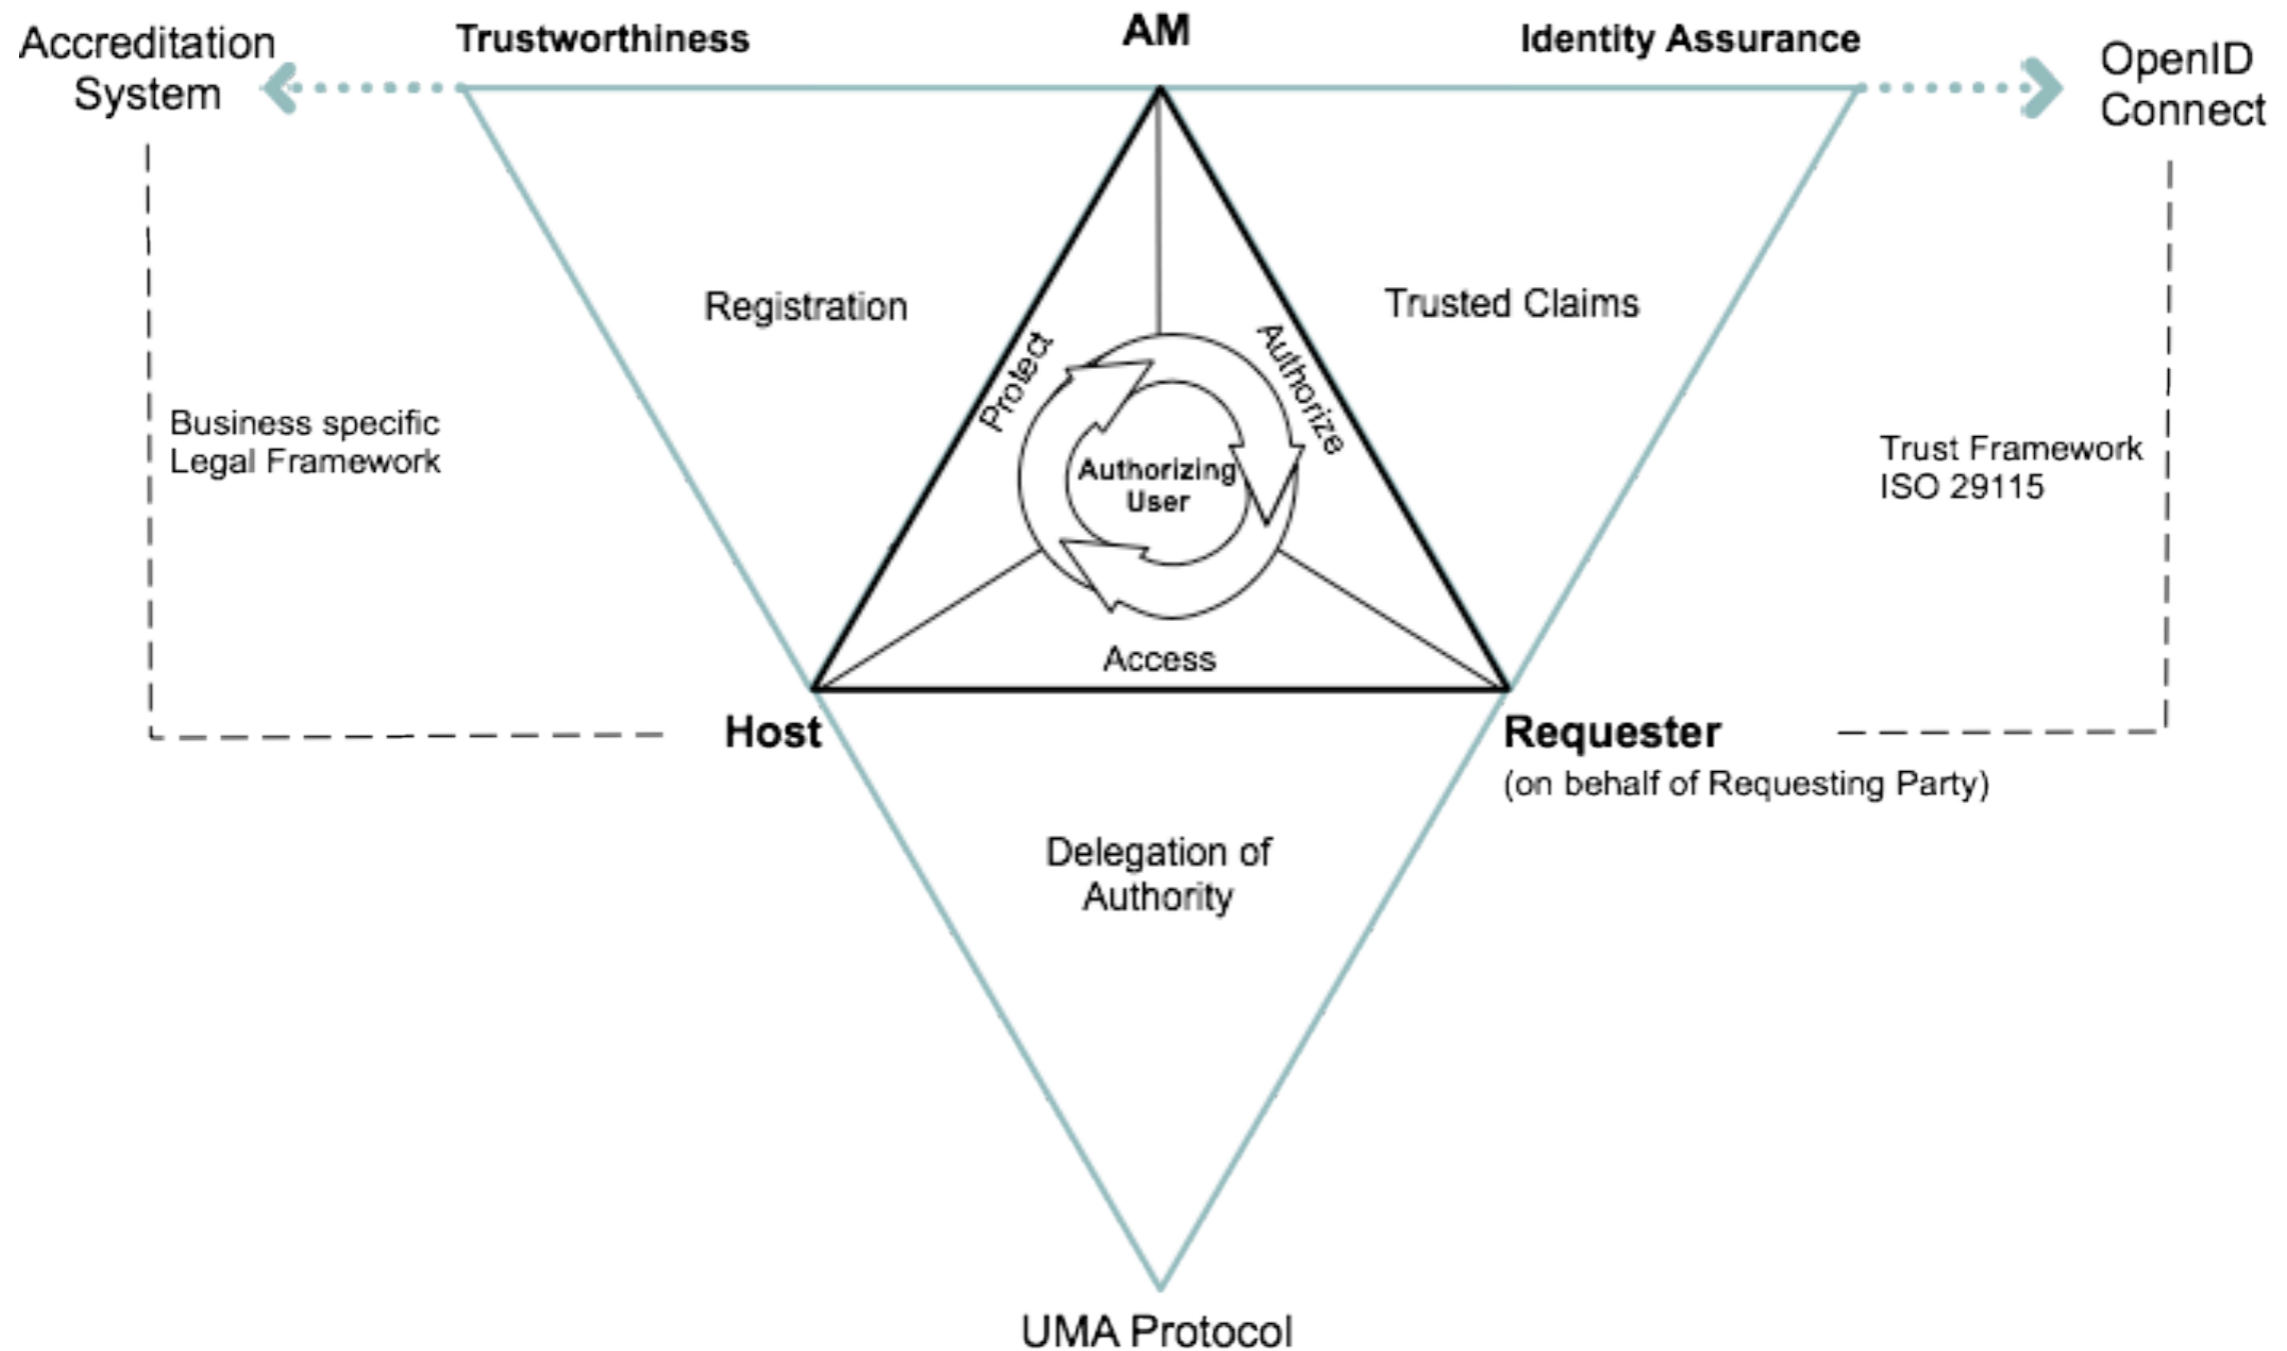 Accreditation
System
Trustworthiness
AM
Identity Assurance
OpenID
Connect
Registration
Trusted Claims
Protect
Authorize
Business specific
Legal Framework
Authorizing
User
Trust Framework
ISO 29115
Access
Host
Requester
(on behalf of Requesting Party)
Delegation of
Authority
UMA Protocol